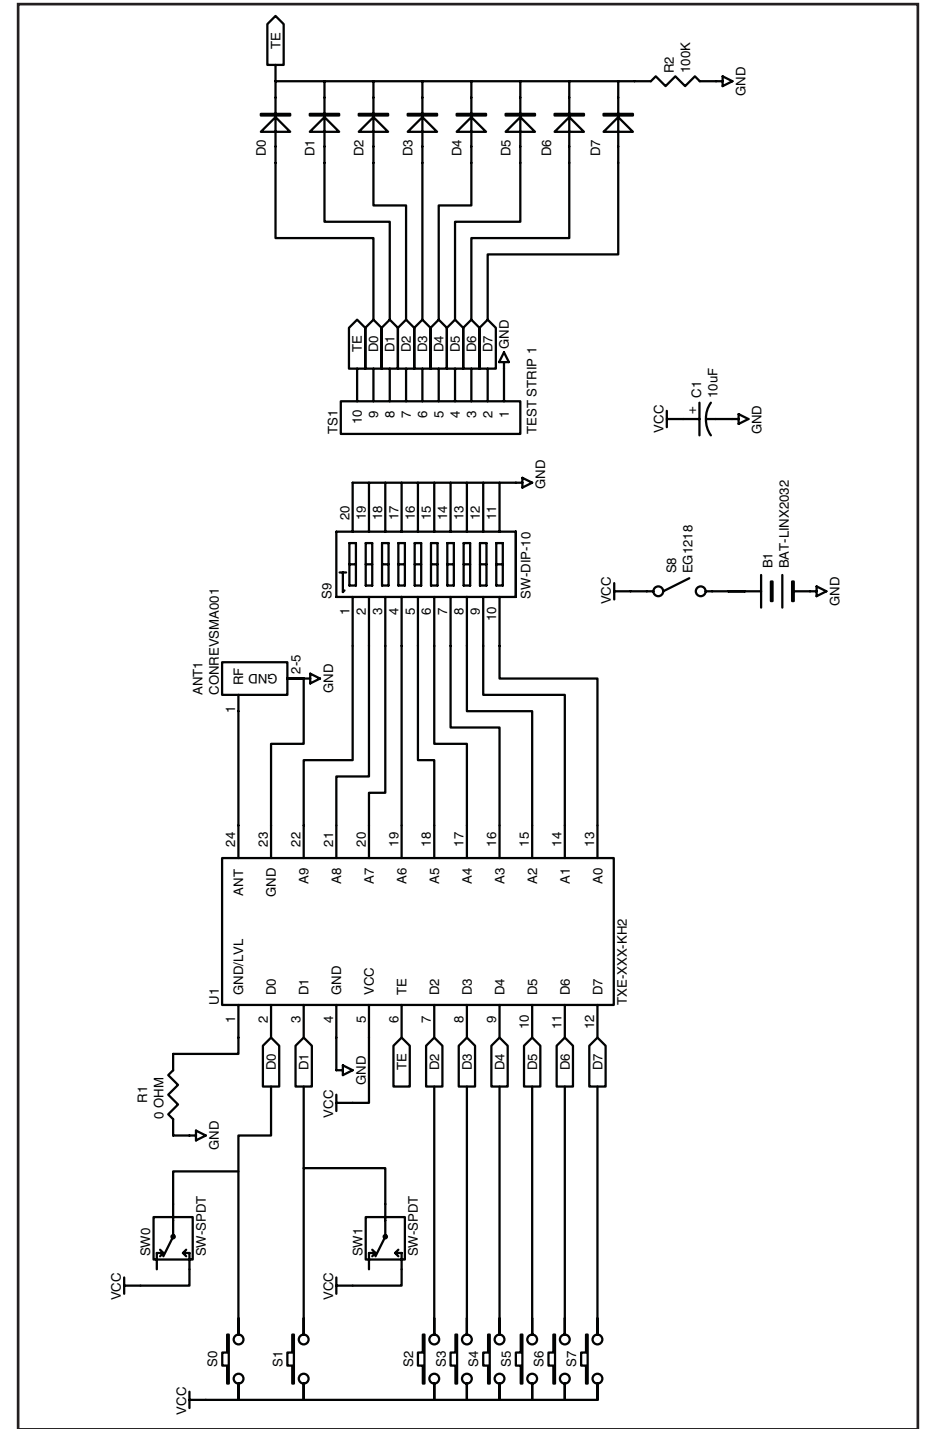 TE
R2
100K
GND
D0
D1
D2
D3
D4
D5
D6
D7
TE
D0
D1
D2
D3
D4
D5
D6
D7
GND
TS1
10
9
8
7
6
5
4
3
2
1
TEST STRIP 1
VCC
+
C1
10uF
GND
20
19
18
17
16
15
14
13
12
11
GND
S9
SW-DIP-10
1
2
3
4
5
6
7
8
9
10
VCC
S8
EG1218
B1
BAT-LINX2032
GND
ANT1
CONREVSMA001
RF
GND
1
2-5
GND
24
23
22
21
20
19
18
17
16
15
14
13
ANT
GND
A9
A8
A7
A6
A5
A4
A3
A2
A1
A0
U1
GND/LVL
D0
D1
GND
VCC
TE
D2
D3
D4
D5
D6
D7
TXE-XXX-KH2
1
2
3
4
5
6
7
8
9
10
11
12
R1
0 OHM
GND
D0
D1
GND
VCC
TE
D2
D3
D4
D5
D6
D7
SW0
SW-SPDT
VCC
SW1
SW-SPDT
VCC
S0
S1
S2
S3
S4
S5
S6
S7
VCC